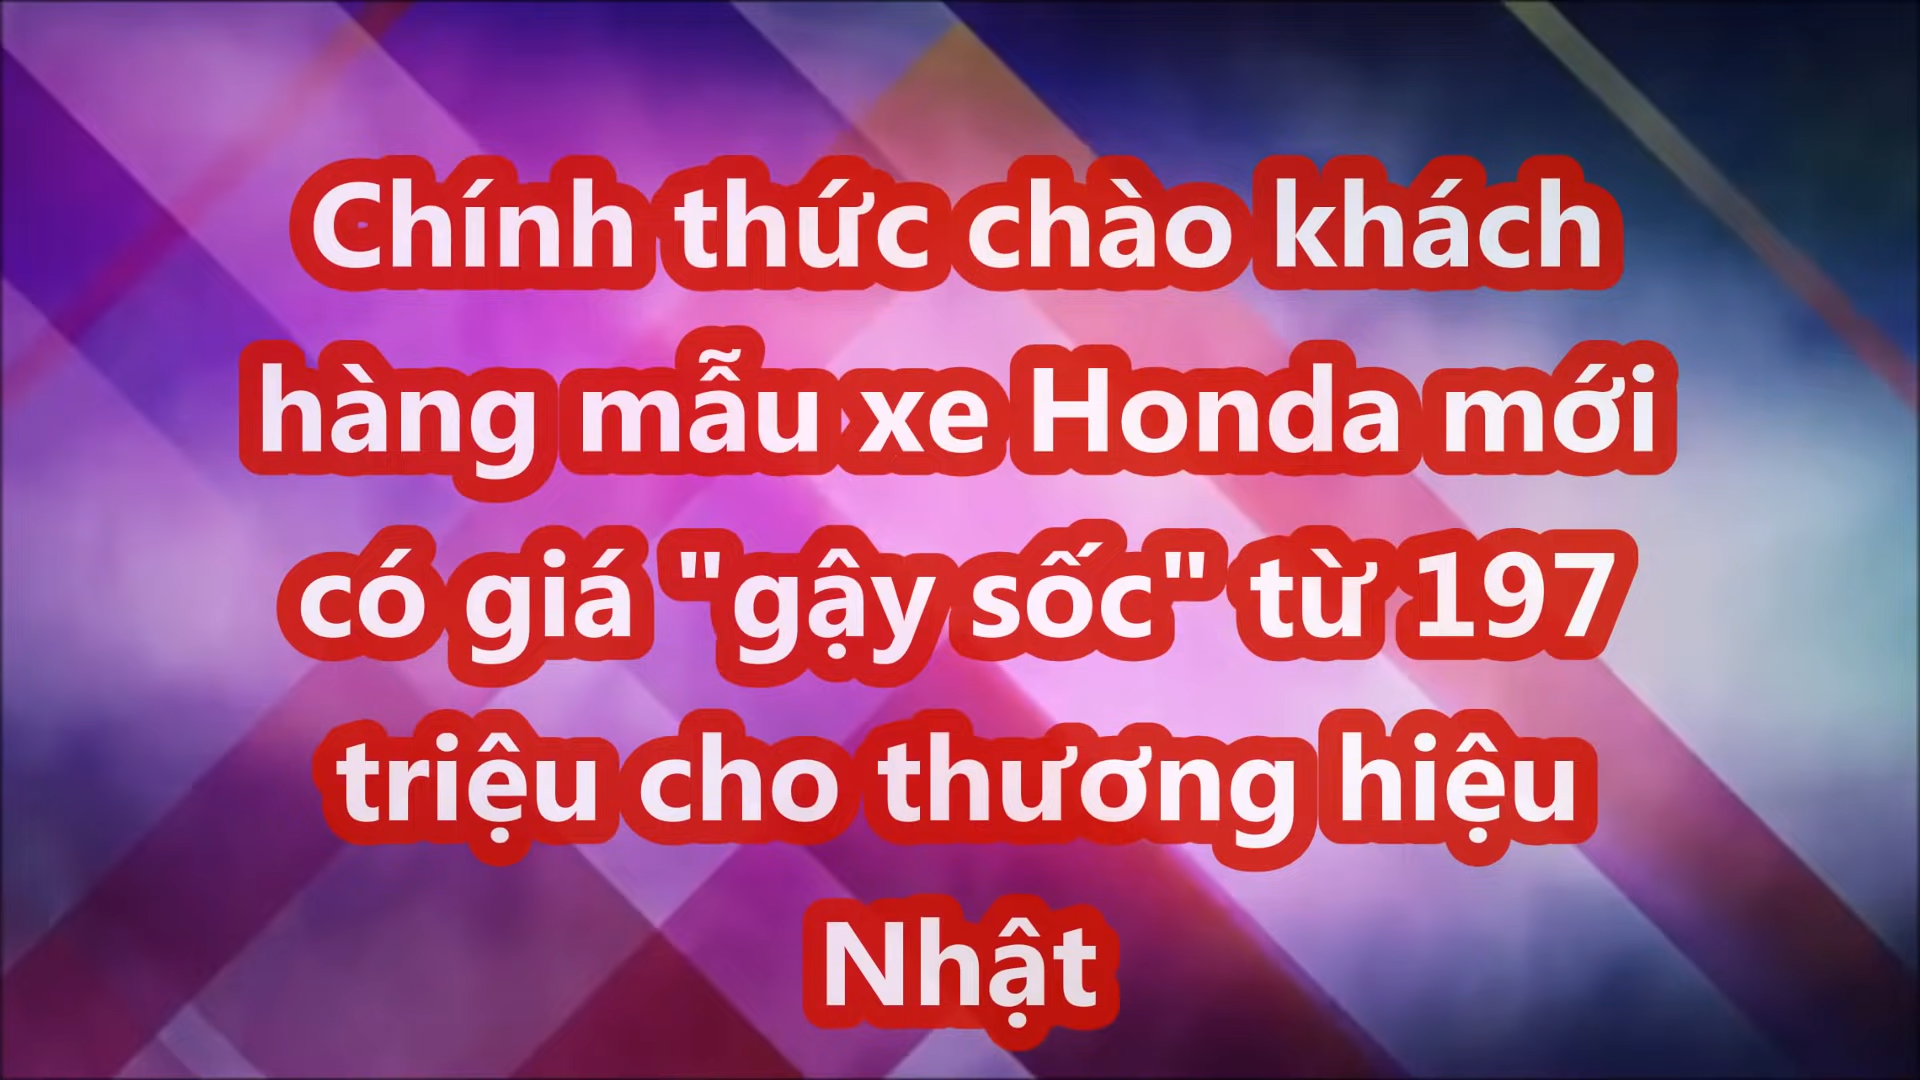 Chính thức chào khách
hàng mẫu xe Honda mới
có giá "gậy sốc" từ 197
triệu cho thương hiệu
Nhật